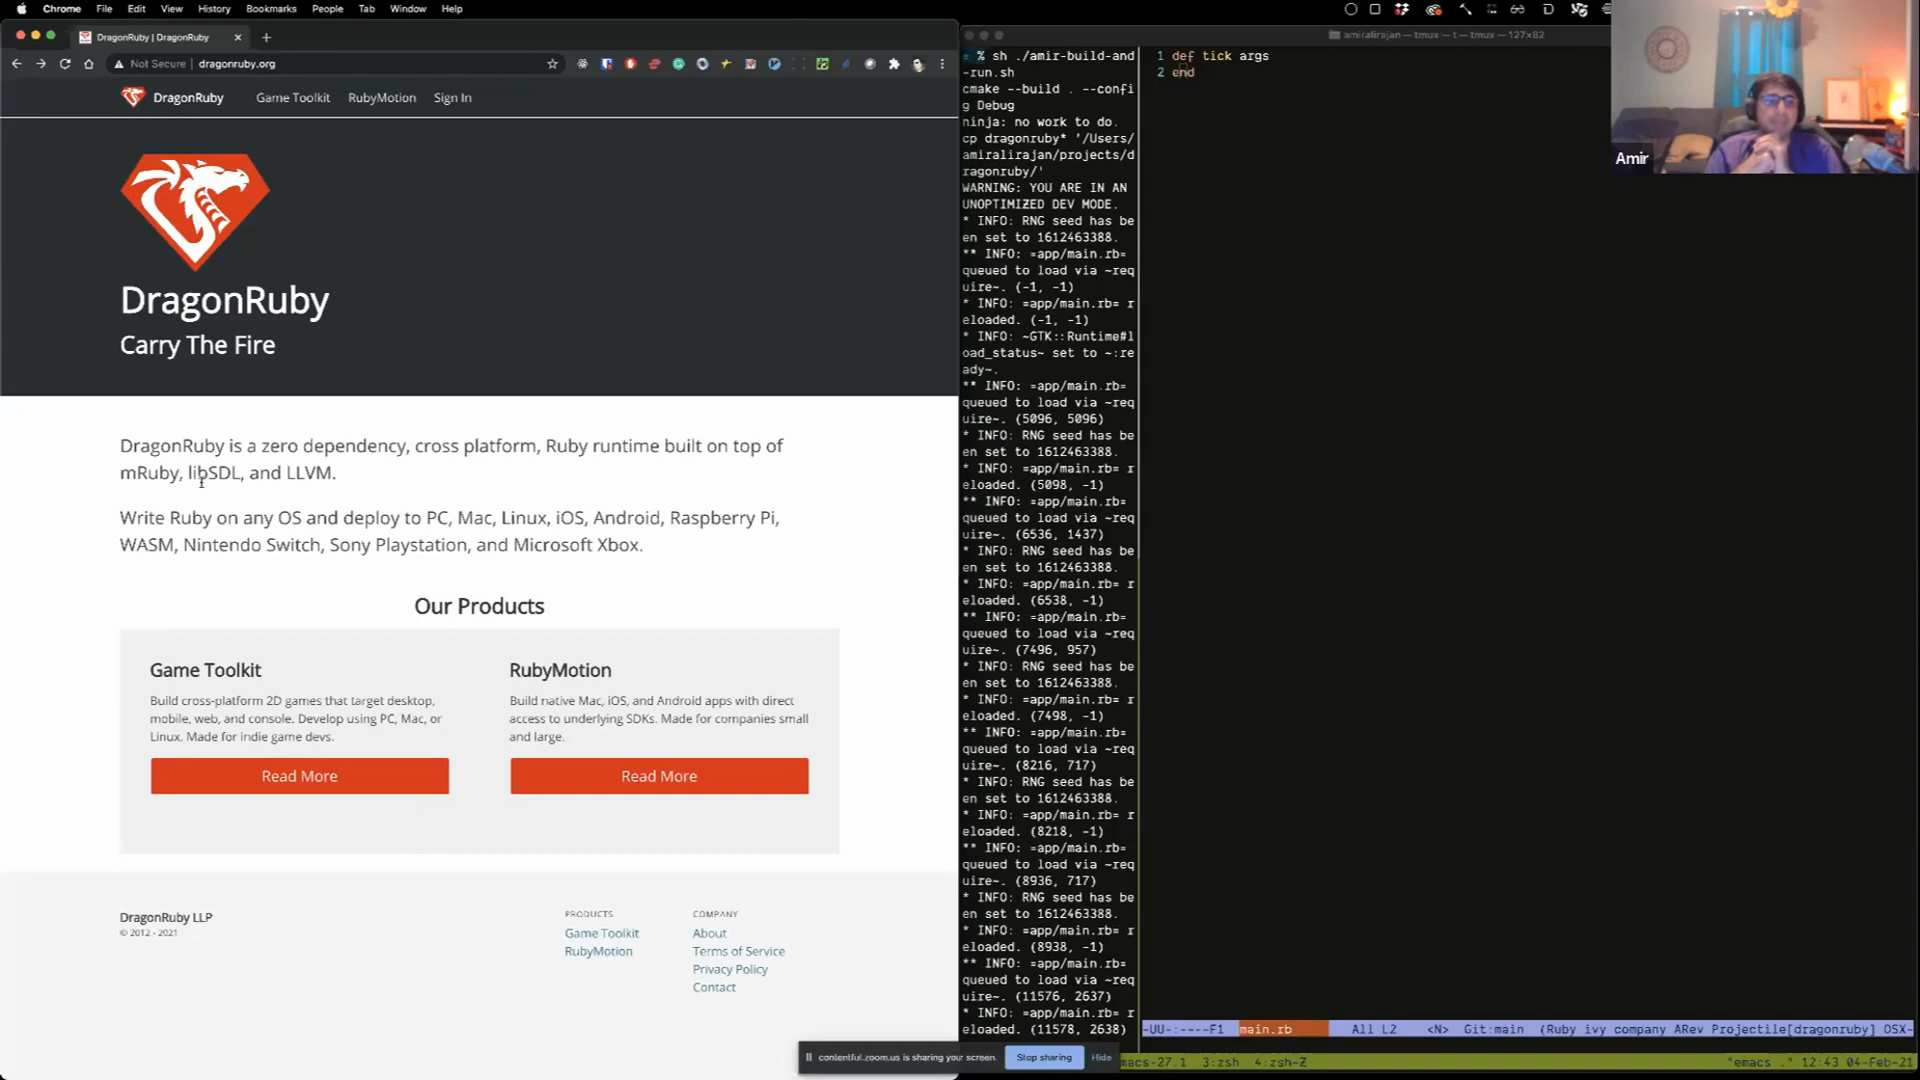 Chrome File Edit View History Bookmarks People Tab Window Help
DragonRuby | DragonRuby
Not Secure | dragonruby.org
DragonRuby Game Toolkit RubyMotion Sign In
DragonRuby
Carry The Fire
DragonRuby is a zero dependency, cross platform, Ruby runtime built on top of
mRuby, libSDL, and LLVM.
Write Ruby on any OS and deploy to PC, Mac, Linux, iOS, Android, Raspberry Pi,
WASM, Nintendo Switch, Sony Playstation, and Microsoft Xbox.
Our Products
Game Toolkit
Build cross-platform 2D games that target desktop,
mobile, web, and console. Develop using PC, Mac, or
Linux. Made for indie game devs.
Read More
RubyMotion
Build native Mac, iOS, and Android apps with direct
access to underlying SDKs. Made for companies small
and large.
Read More
DragonRuby LLP
© 2012 - 2021
PRODUCTS
Game Toolkit
RubyMotion
COMPANY
About
Terms of Service
Privacy Policy
Contact
contentful.zoom.us is sharing your screen. Stop sharing Hide
amiralirajan — tmux — t — tmux — 127×82
% sh ./amir-build-and
-run.sh
cmake --build . --confi
g Debug
ninja: no work to do.
cp dragonruby* '/Users/
amiralirajan/projects/d
ragonruby/'
WARNING: YOU ARE IN AN
UNOPTIMIZED DEV MODE.
* INFO: RNG seed has be
en set to 1612463388.
** INFO: =app/main.rb=
queued to load via ~req
uire~. (-1, -1)
* INFO: =app/main.rb= r
eloaded. (-1, -1)
* INFO: ~GTK::Runtime#l
oad_status~ set to ~:re
ady~.
** INFO: =app/main.rb=
queued to load via ~req
uire~. (5096, 5096)
* INFO: RNG seed has be
en set to 1612463388.
* INFO: =app/main.rb= r
eloaded. (5098, -1)
** INFO: =app/main.rb=
queued to load via ~req
uire~. (6536, 1437)
* INFO: RNG seed has be
en set to 1612463388.
* INFO: =app/main.rb= r
eloaded. (6538, -1)
** INFO: =app/main.rb=
queued to load via ~req
uire~. (7496, 957)
* INFO: RNG seed has be
en set to 1612463388.
* INFO: =app/main.rb= r
eloaded. (7498, -1)
** INFO: =app/main.rb=
queued to load via ~req
uire~. (8216, 717)
* INFO: RNG seed has be
en set to 1612463388.
* INFO: =app/main.rb= r
eloaded. (8218, -1)
** INFO: =app/main.rb=
queued to load via ~req
uire~. (8936, 717)
* INFO: RNG seed has be
en set to 1612463388.
* INFO: =app/main.rb= r
eloaded. (8938, -1)
** INFO: =app/main.rb=
queued to load via ~req
uire~. (11576, 2637)
* INFO: =app/main.rb= r
eloaded. (11578, 2638)
1 def tick args
2 end
Amir
-UU-:----F1 main.rb All L2 <N> Git:main (Ruby ivy company ARev Projectile[dragonruby] OSX-
macs-27.1 3:zsh 4:zsh-Z "emacs ." 12:43 04-Feb-21